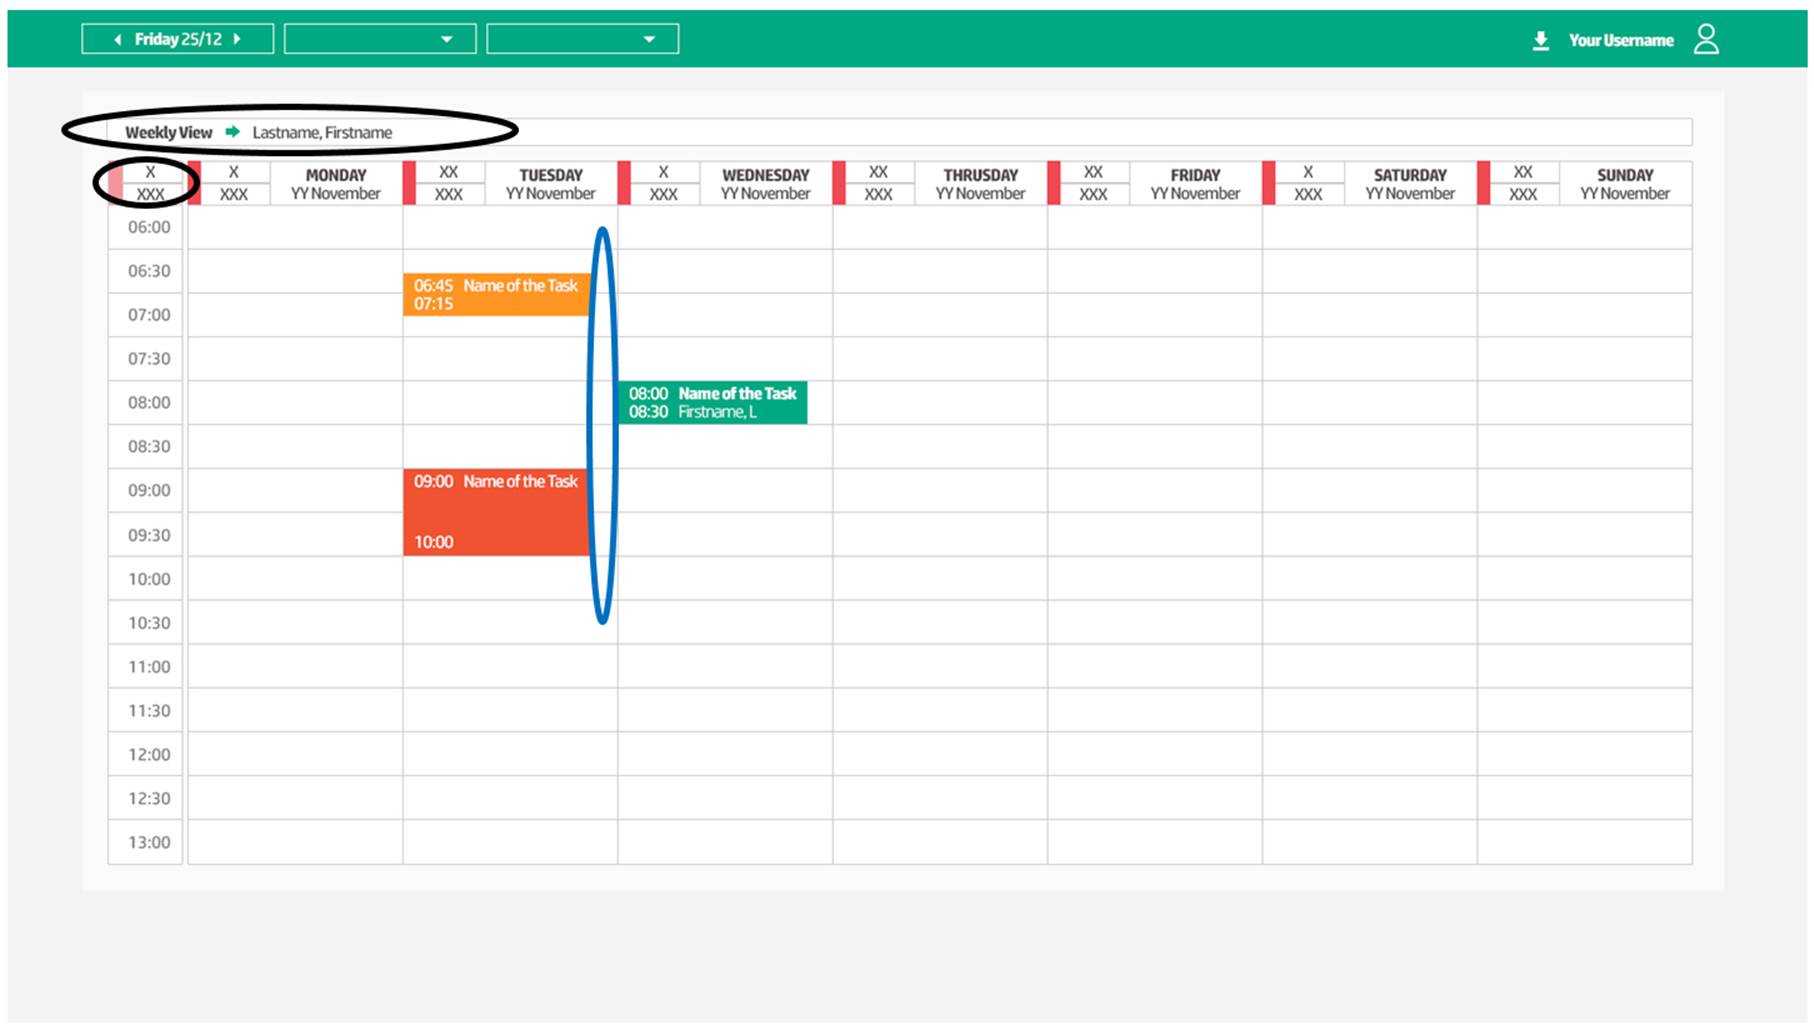 Friday 25/12
Your Username
Weekly View Lastname, Firstname
X X MONDAY XX TUESDAY X WEDNESDAY XX THRUSDAY XX FRIDAY X SATURDAY XX SUNDAY
XXX XXX YY November XXX YY November XXX YY November XXX YY November XXX YY November XXX YY November XXX YY November
06:00
06:30
06:45 Name of the Task
07:15
07:00
07:30
08:00
08:00 Name of the Task
08:30 Firstname, L
08:30
09:00
09:00 Name of the Task
09:30
10:00
10:00
10:30
11:00
11:30
12:00
12:30
13:00